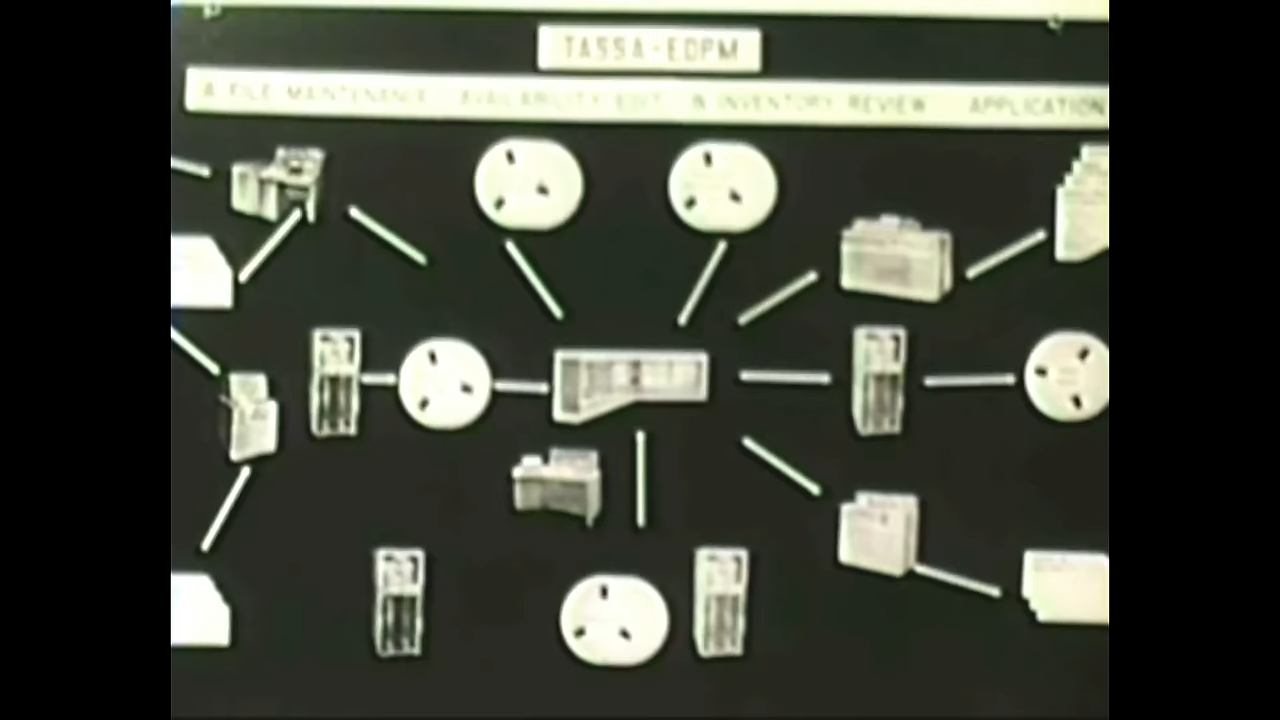 TASSA-EDPM
A FILE MAINTENANCE AVAILABILITY EDIT & INVENTORY REVIEW APPLICATION